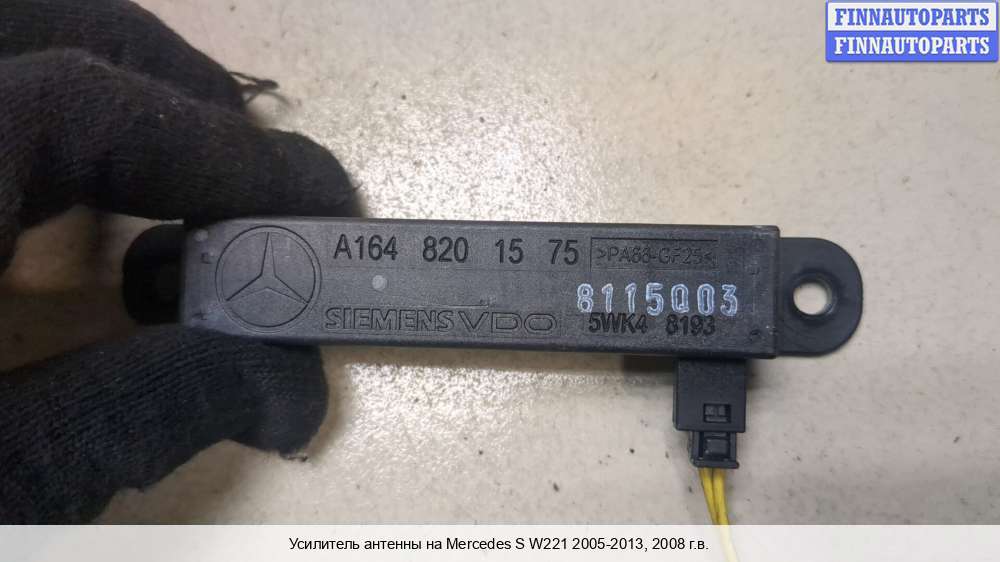 FINNAUTOPARTS
FINNAUTOPARTS
A164 820 15 75
>PA66-GF25<
8115Q03
SIEMENS VDO
5WK4 8193
Усилитель антенны на Mercedes S W221 2005-2013, 2008 г.в.